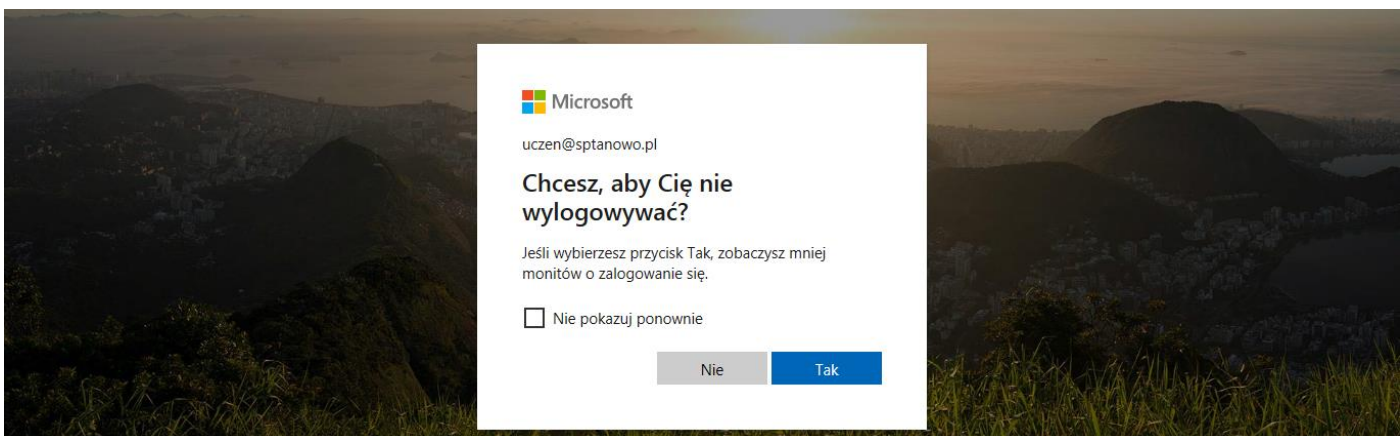 Microsoft
uczen@sptanowo.pl
Chcesz, aby Cię nie
wylogowywać?
Jeśli wybierzesz przycisk Tak, zobaczysz mniej
monitów o zalogowanie się.
Nie pokazuj ponownie
Nie Tak